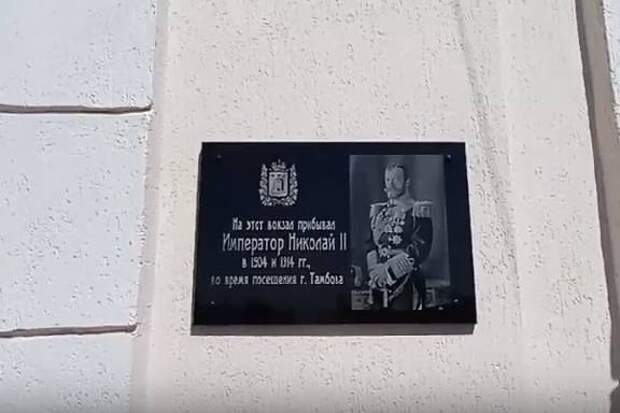 На этот вокзал прибывал
Император Николай II
в 1904 и 1914 гг.,
во время посещения г. Тамбова